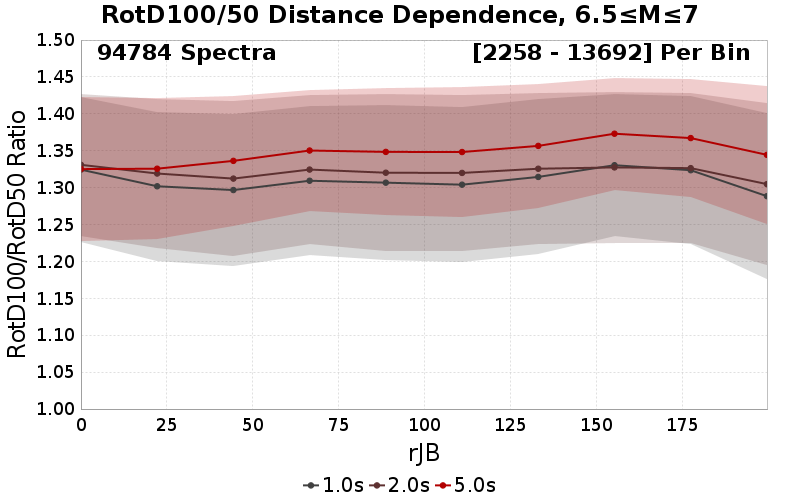 RotD100/50 Distance Dependence, 6.5≤M≤7
94784 Spectra
[2258 - 13692] Per Bin
RotD100/RotD50 Ratio
1.50
1.45
1.40
1.35
1.30
1.25
1.20
1.15
1.10
1.05
1.00
0 25 50 75 100 125 150 175
rJB
1.0s 2.0s 5.0s